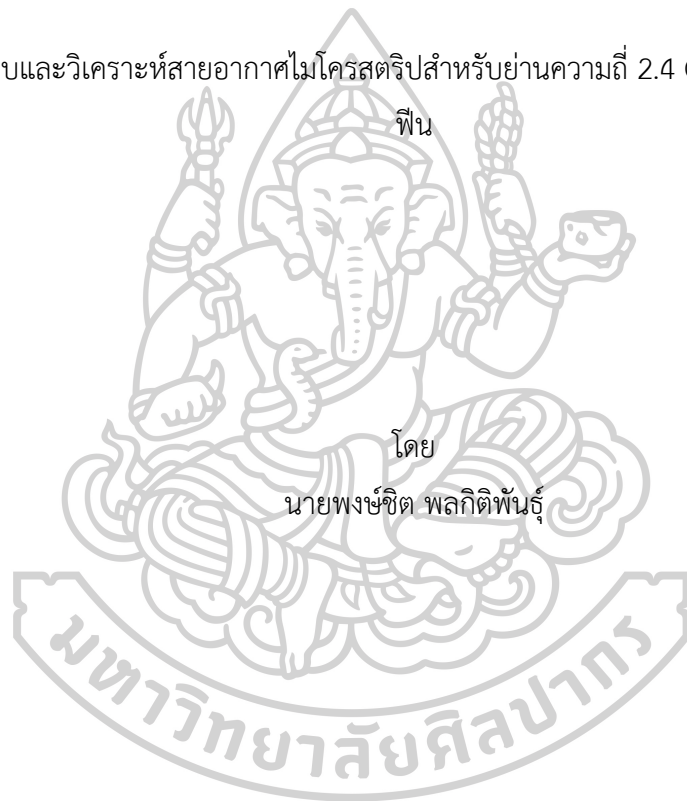 บและวิเคราะห์สายอากาศไมโครสตริปสำหรับย่านความถี่ 2.4
ฟีน
โดย
นายพงษ์ชิต พลกิติพันธุ์
มหาวิทยาลัยศิลปากร